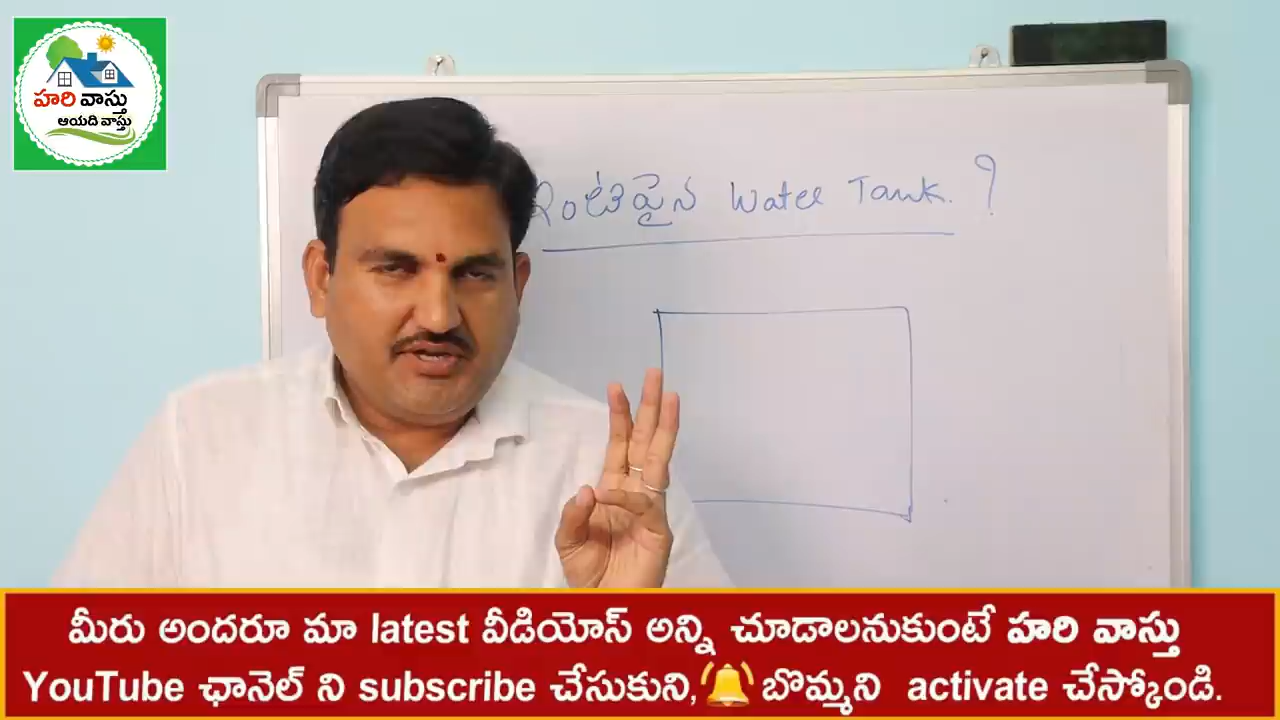 హరి వాస్తు
ఆయది వాస్తు
ఇంటిపైన Water Tank. ?
మీరు అందరూ మా latest వీడియోస్ అన్ని చూడాలనుకుంటే హరి వాస్తు
YouTube ఛానెల్ ని subscribe చేసుకుని, బొమ్మని activate చేస్కోండి.